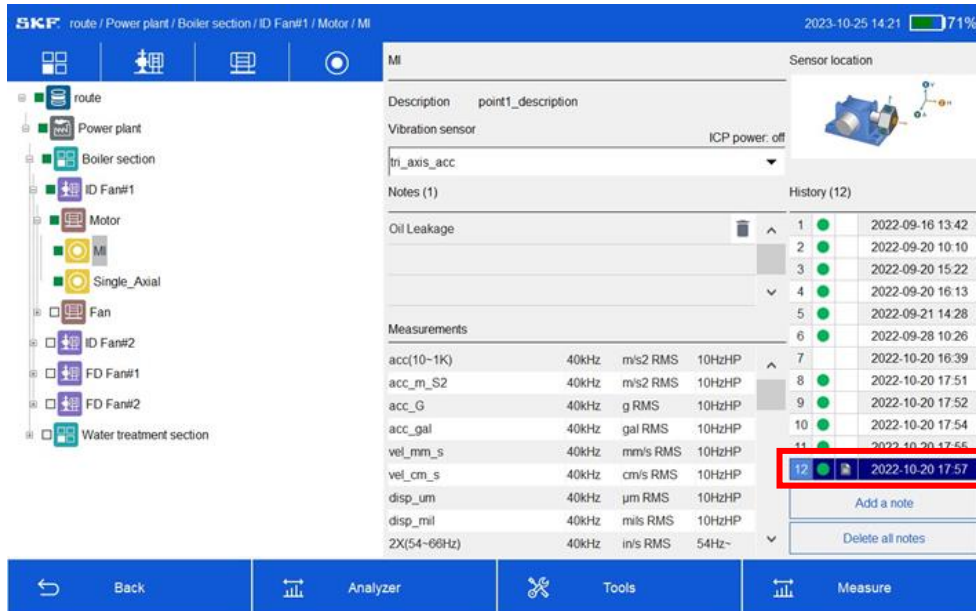 SKF. route / Power plant / Boiler section / ID Fan#1 / Motor / MI
2023-10-25 14:21 71%
route
Power plant
Boiler section
ID Fan#1
Motor
MI
Single_Axial
Fan
ID Fan#2
FD Fan#1
FD Fan#2
Water treatment section
MI
Description point1_description
Vibration sensor
ICP power: off
tri_axis_acc
Notes (1)
Oil Leakage
Measurements
acc(10~1K) 40kHz m/s2 RMS 10HzHP
acc_m_S2 40kHz m/s2 RMS 10HzHP
acc_G 40kHz g RMS 10HzHP
acc_gal 40kHz gal RMS 10HzHP
vel_mm_s 40kHz mm/s RMS 10HzHP
vel_cm_s 40kHz cm/s RMS 10HzHP
disp_um 40kHz µm RMS 10HzHP
disp_mil 40kHz mils RMS 10HzHP
2X(54~66Hz) 40kHz in/s RMS 54Hz~
Sensor location
History (12)
1 2022-09-16 13:42
2 2022-09-20 10:10
3 2022-09-20 15:22
4 2022-09-20 16:13
5 2022-09-21 14:28
6 2022-09-28 10:26
7 2022-10-20 16:39
8 2022-10-20 17:51
9 2022-10-20 17:52
10 2022-10-20 17:54
11 2022-10-20 17:55
12 2022-10-20 17:57
Add a note
Delete all notes
Back
Analyzer
Tools
Measure